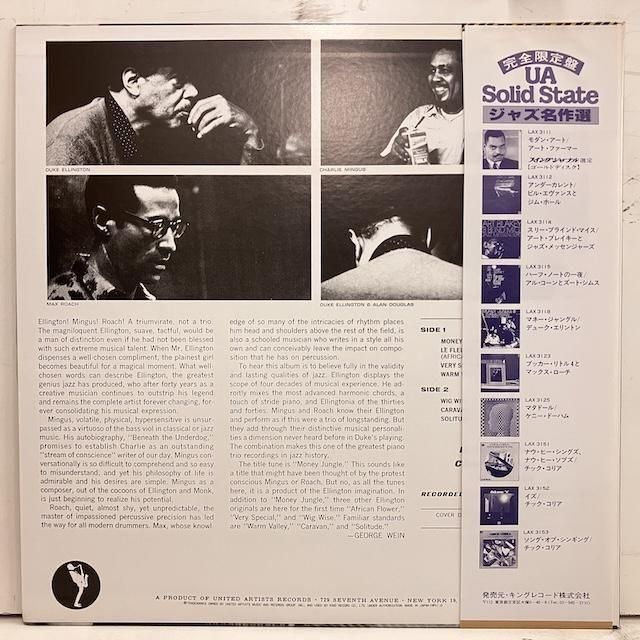 DUKE ELLINGTON
CHARLIE MINGUS
MAX ROACH
DUKE ELLINGTON & ALAN DOUGLAS
Ellington! Mingus! Roach! A triumvirate, not a trio.
The magniloquent Ellington, suave, tactful, would be
a man of distinction even if he had not been blessed
with such extreme musical talent. When Mr. Ellington
dispenses a well-chosen compliment, the plainest girl
becomes beautiful for a magical moment. What well-
chosen words can describe Ellington, the greatest
genius jazz has produced, who after forty years as a
creative musician continues to outstrip his legend
and remains the complete artist forever changing, for-
ever consolidating his musical expression.
Mingus, volatile, physical, hypersensitive is unsur-
passed as a virtuoso of the bass viol in classical or jazz
music. His autobiography, "Beneath the Underdog,"
promises to establish Charlie as an outstanding
"stream of conscience" writer of our day. Mingus con-
versationally is so difficult to comprehend and so easy
to misunderstand, and yet his philosophy of life is
admirable and his desires are simple. Mingus as a
composer, out of the cocoons of Ellington and Monk,
is just beginning to realize his potential.
Roach, quiet, almost shy, yet unpredictable, the
master of impassioned percussive precision has led
the way for all modern drummers. Max, whose knowl-
edge of so many of the intricacies of rhythm places
him head and shoulders above the rest of the field, is
also a schooled musician who writes in a style all his
own and can conceivably leave the impact on compo-
sition that he has on percussion.
To hear this album is to believe fully in the validity
and lasting qualities of jazz. Ellington displays the
scope of four decades of musical experience. He ad-
roitly mixes the most advanced harmonic chords, a
touch of stride piano, and Ellingtonia of the thirties
and forties. Mingus and Roach know their Ellington
and perform as if this were a trio of longstanding. But
they add through their distinctive musical personali-
ties a dimension never heard before in Duke's playing.
The combination makes of this one of the greatest piano
trio recordings in jazz history.
The title tune is "Money Jungle." This sounds like
a title that might have been thought of by the protest
conscious Mingus or Roach. But no, as all the tunes
here, it is a product of the Ellington imagination. In
addition to "Money Jungle," three other Ellington
originals are here for the first time "African Flower,"
"Very Special," and "Wig Wise." Familiar standards
are "Warm Valley," "Caravan," and "Solitude."
—GEORGE WEIN
SIDE 1
MONEY
LE FLE
(AFRICA
VERY S
WARM
SIDE 2
WIG W
CARAVA
SOLITU
RECORDED
COVER D
A PRODUCT OF UNITED ARTISTS RECORDS • 729 SEVENTH AVENUE • NEW YORK 19,
完全限定盤
UA
Solid State
ジャズ名作選
LAX 3111
モダン・アート/
アート・ファーマー
スイングジャーナル選定
【ゴールドディスク】
LAX 3112
アンダーカレント/
ビル・エヴァンスと
ジム・ホール
LAX 3114
スリー・ブラインド・マイス/
アート・ブレイキーと
ジャズ・メッセンジャーズ
LAX 3115
ハーフ・ノートの一夜/
アル・コーンとズート・シムス
LAX 3118
マネー・ジャングル/
デューク・エリントン
LAX 3123
ブッカー・リトル4と
マックス・ローチ
LAX 3125
マタドール/
ケニー・ドーハム
LAX 3151
ナウ・ヒー・シングズ・
ナウ・ヒー・ソブズ/
チック・コリア
LAX 3152
イズ/
チック・コリア
LAX 3153
ソング・オブ・シンギング/
チック・コリア
発売元・キングレコード株式会社